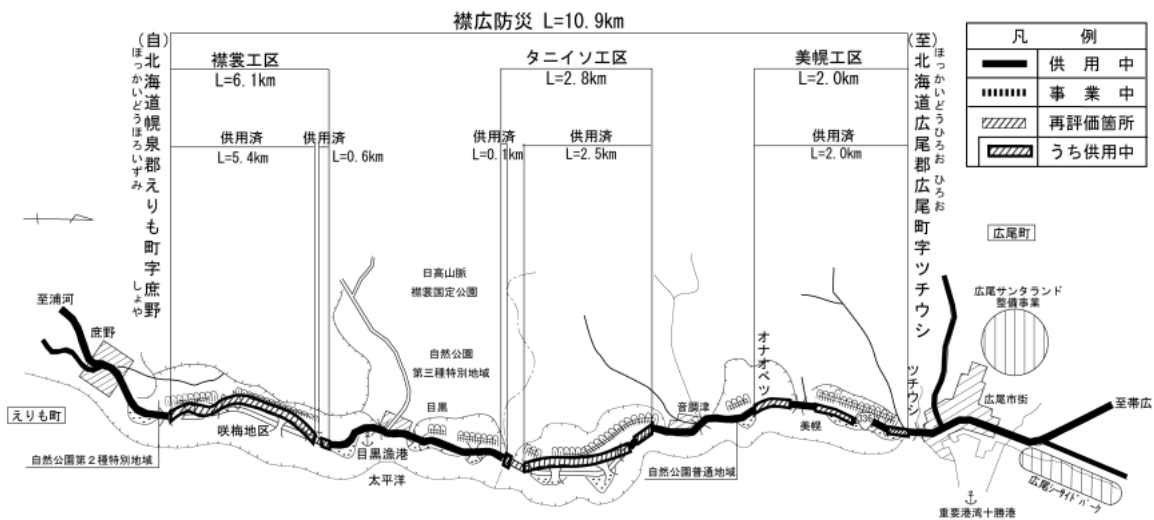 襟広防災 L=10.9km
(自)北海道幌泉郡えりも町字庶野
ほっかいどうほろいずみ
しょや
襟裳工区
L=6.1km
供用済
L=5.4km
供用済
L=0.6km
タニイソ工区
L=2.8km
供用済
L=0.1km
供用済
L=2.5km
美幌工区
L=2.0km
供用済
L=2.0km
(至)北海道広尾郡広尾町字ツチウシ
ほっかいどうひろお ひろお
凡 例
供用中
事業中
再評価箇所
うち供用中
広尾町
日高山脈
襟裳国定公園
自然公園
第三種特別地域
至浦河
庶野
えりも町
自然公園第2種特別地域
咲梅地区
目黒漁港
太平洋
目黒
音調津
自然公園普通地域
オナオベツ
美幌
ツチウシ
広尾サンタランド
整備事業
広尾市街
至帯広
広尾シーサイドパーク
重要港湾十勝港